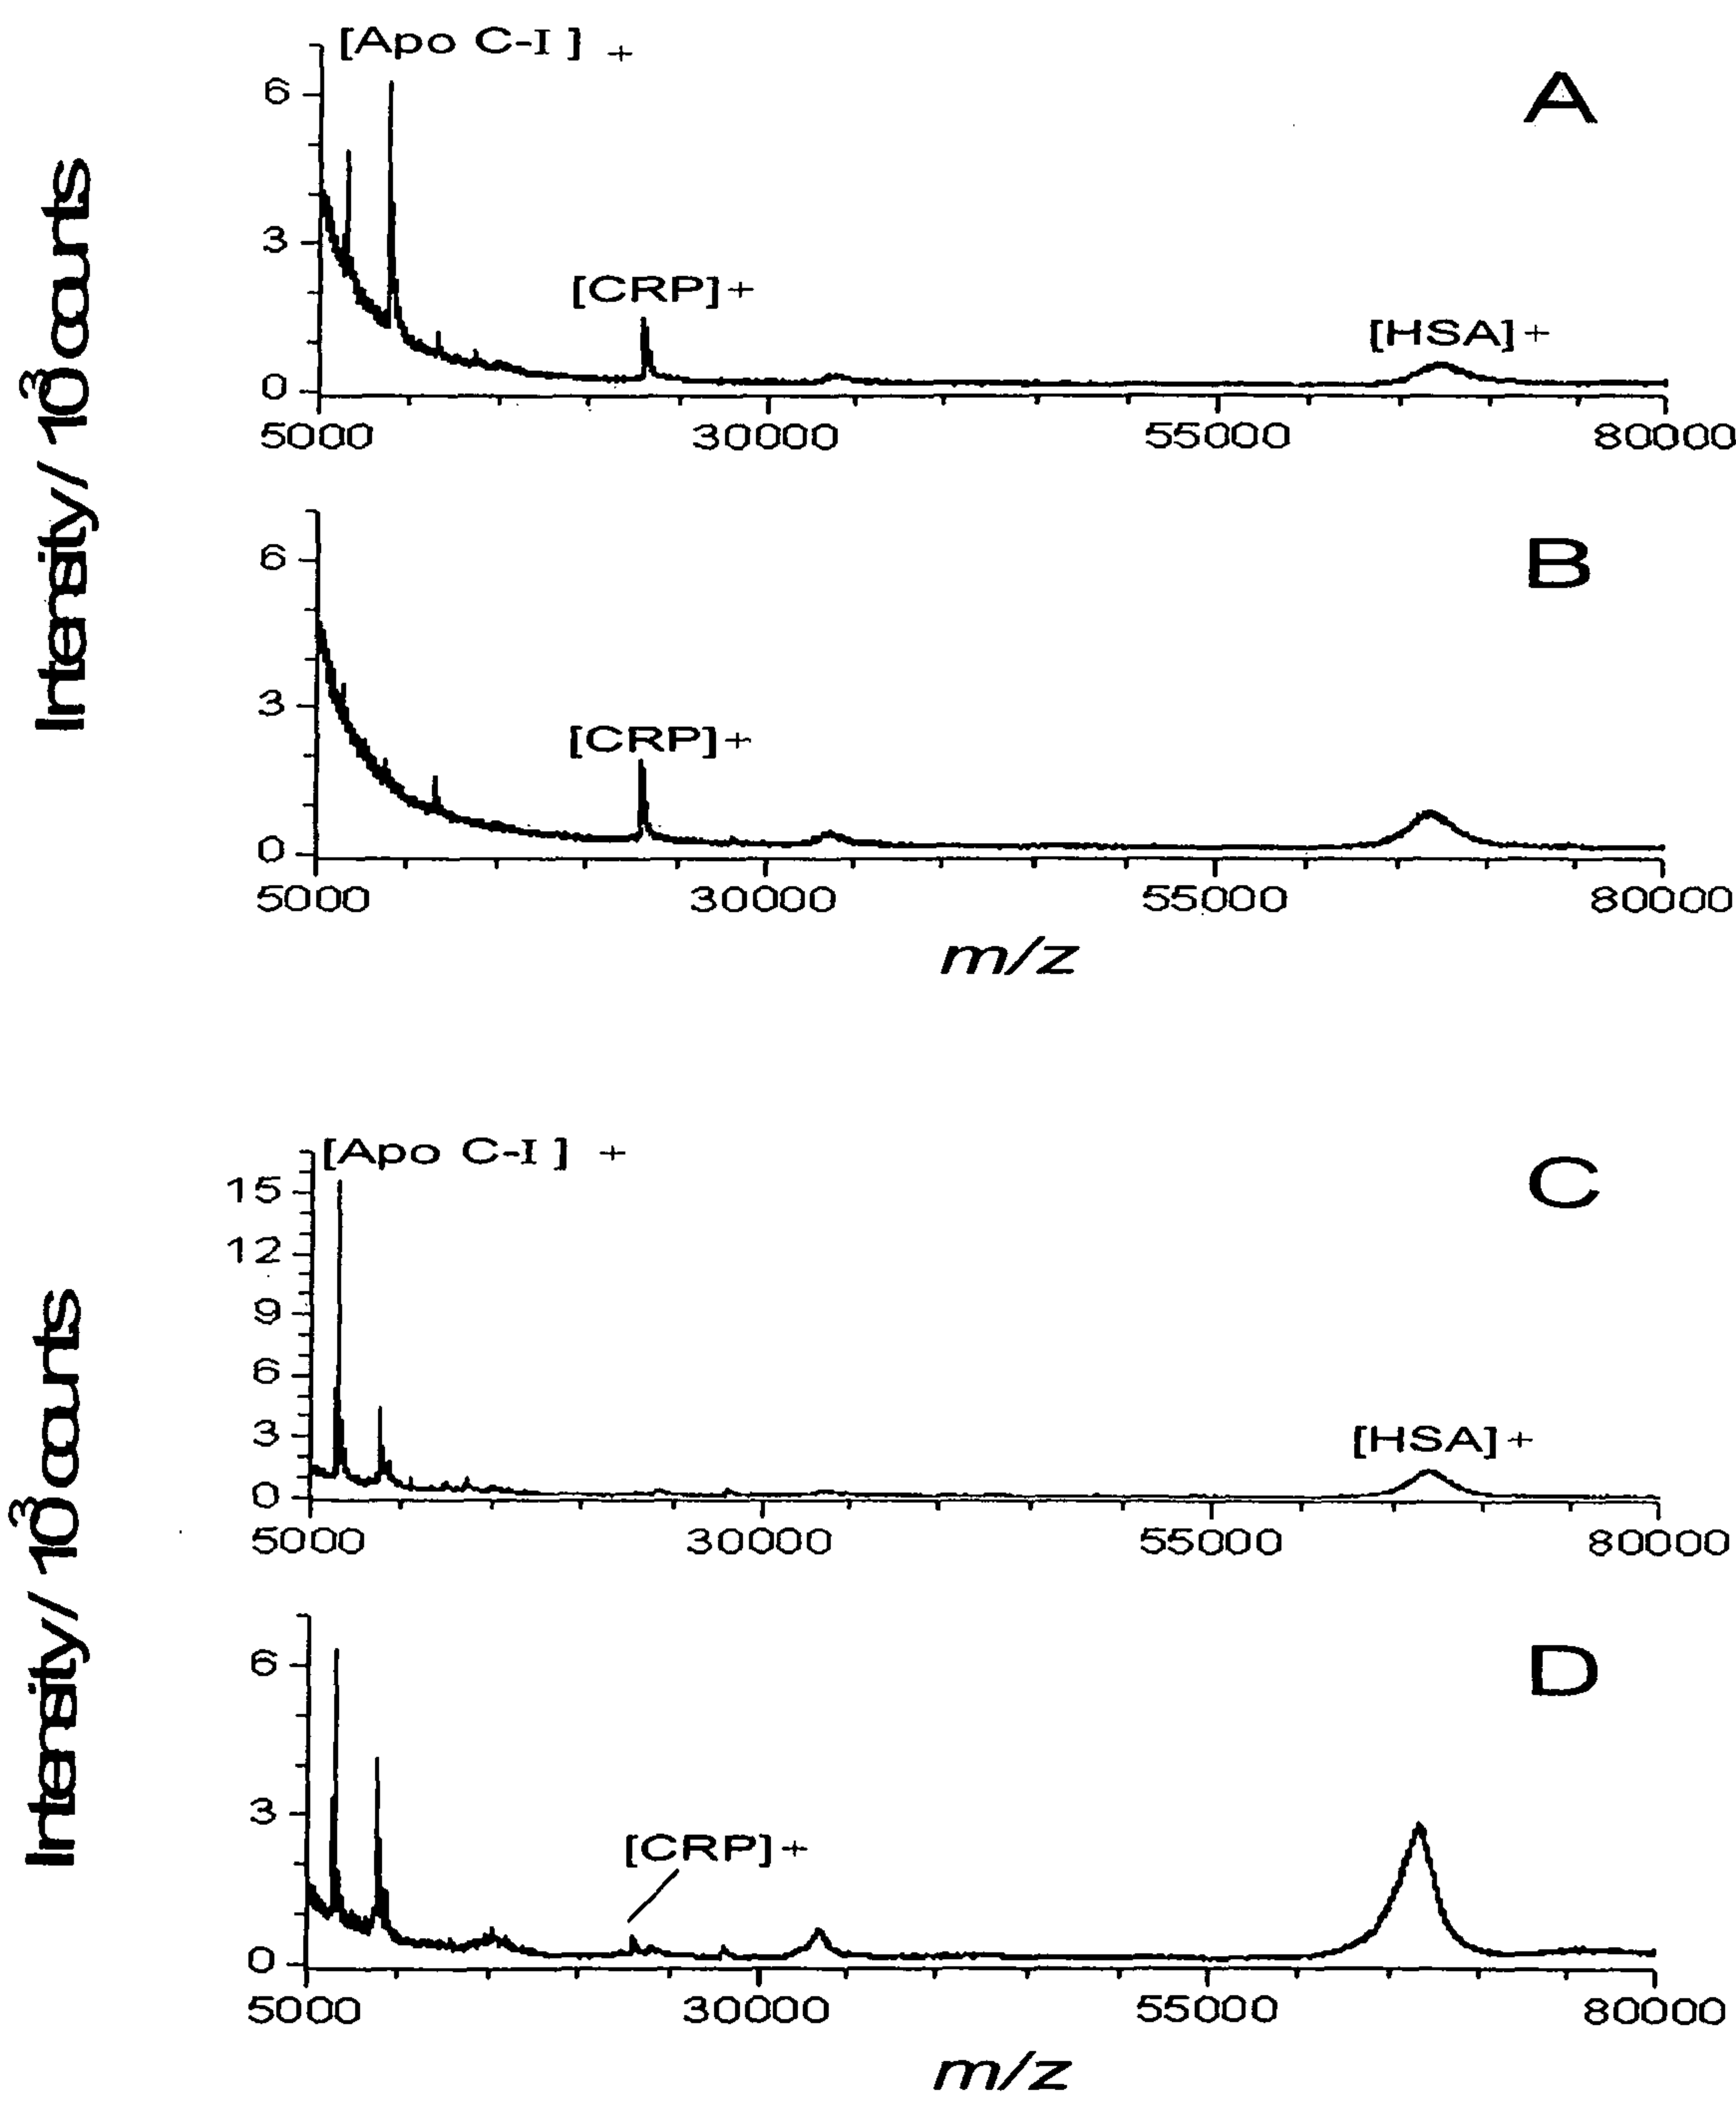 [Apo C-I ] +
A
6
[CRP]+
3
[HSA]+
0
5000 30000 55000 80000
B
6
3
[CRP]+
0
5000 30000 55000 80000
m/z
Intensity/ 10³ counts
[Apo C-I ] +
C
15
12
9
6
3
[HSA]+
0
5000 30000 55000 80000
D
6
3
[CRP]+
0
5000 30000 55000 80000
m/z
Intensity/ 10³ counts